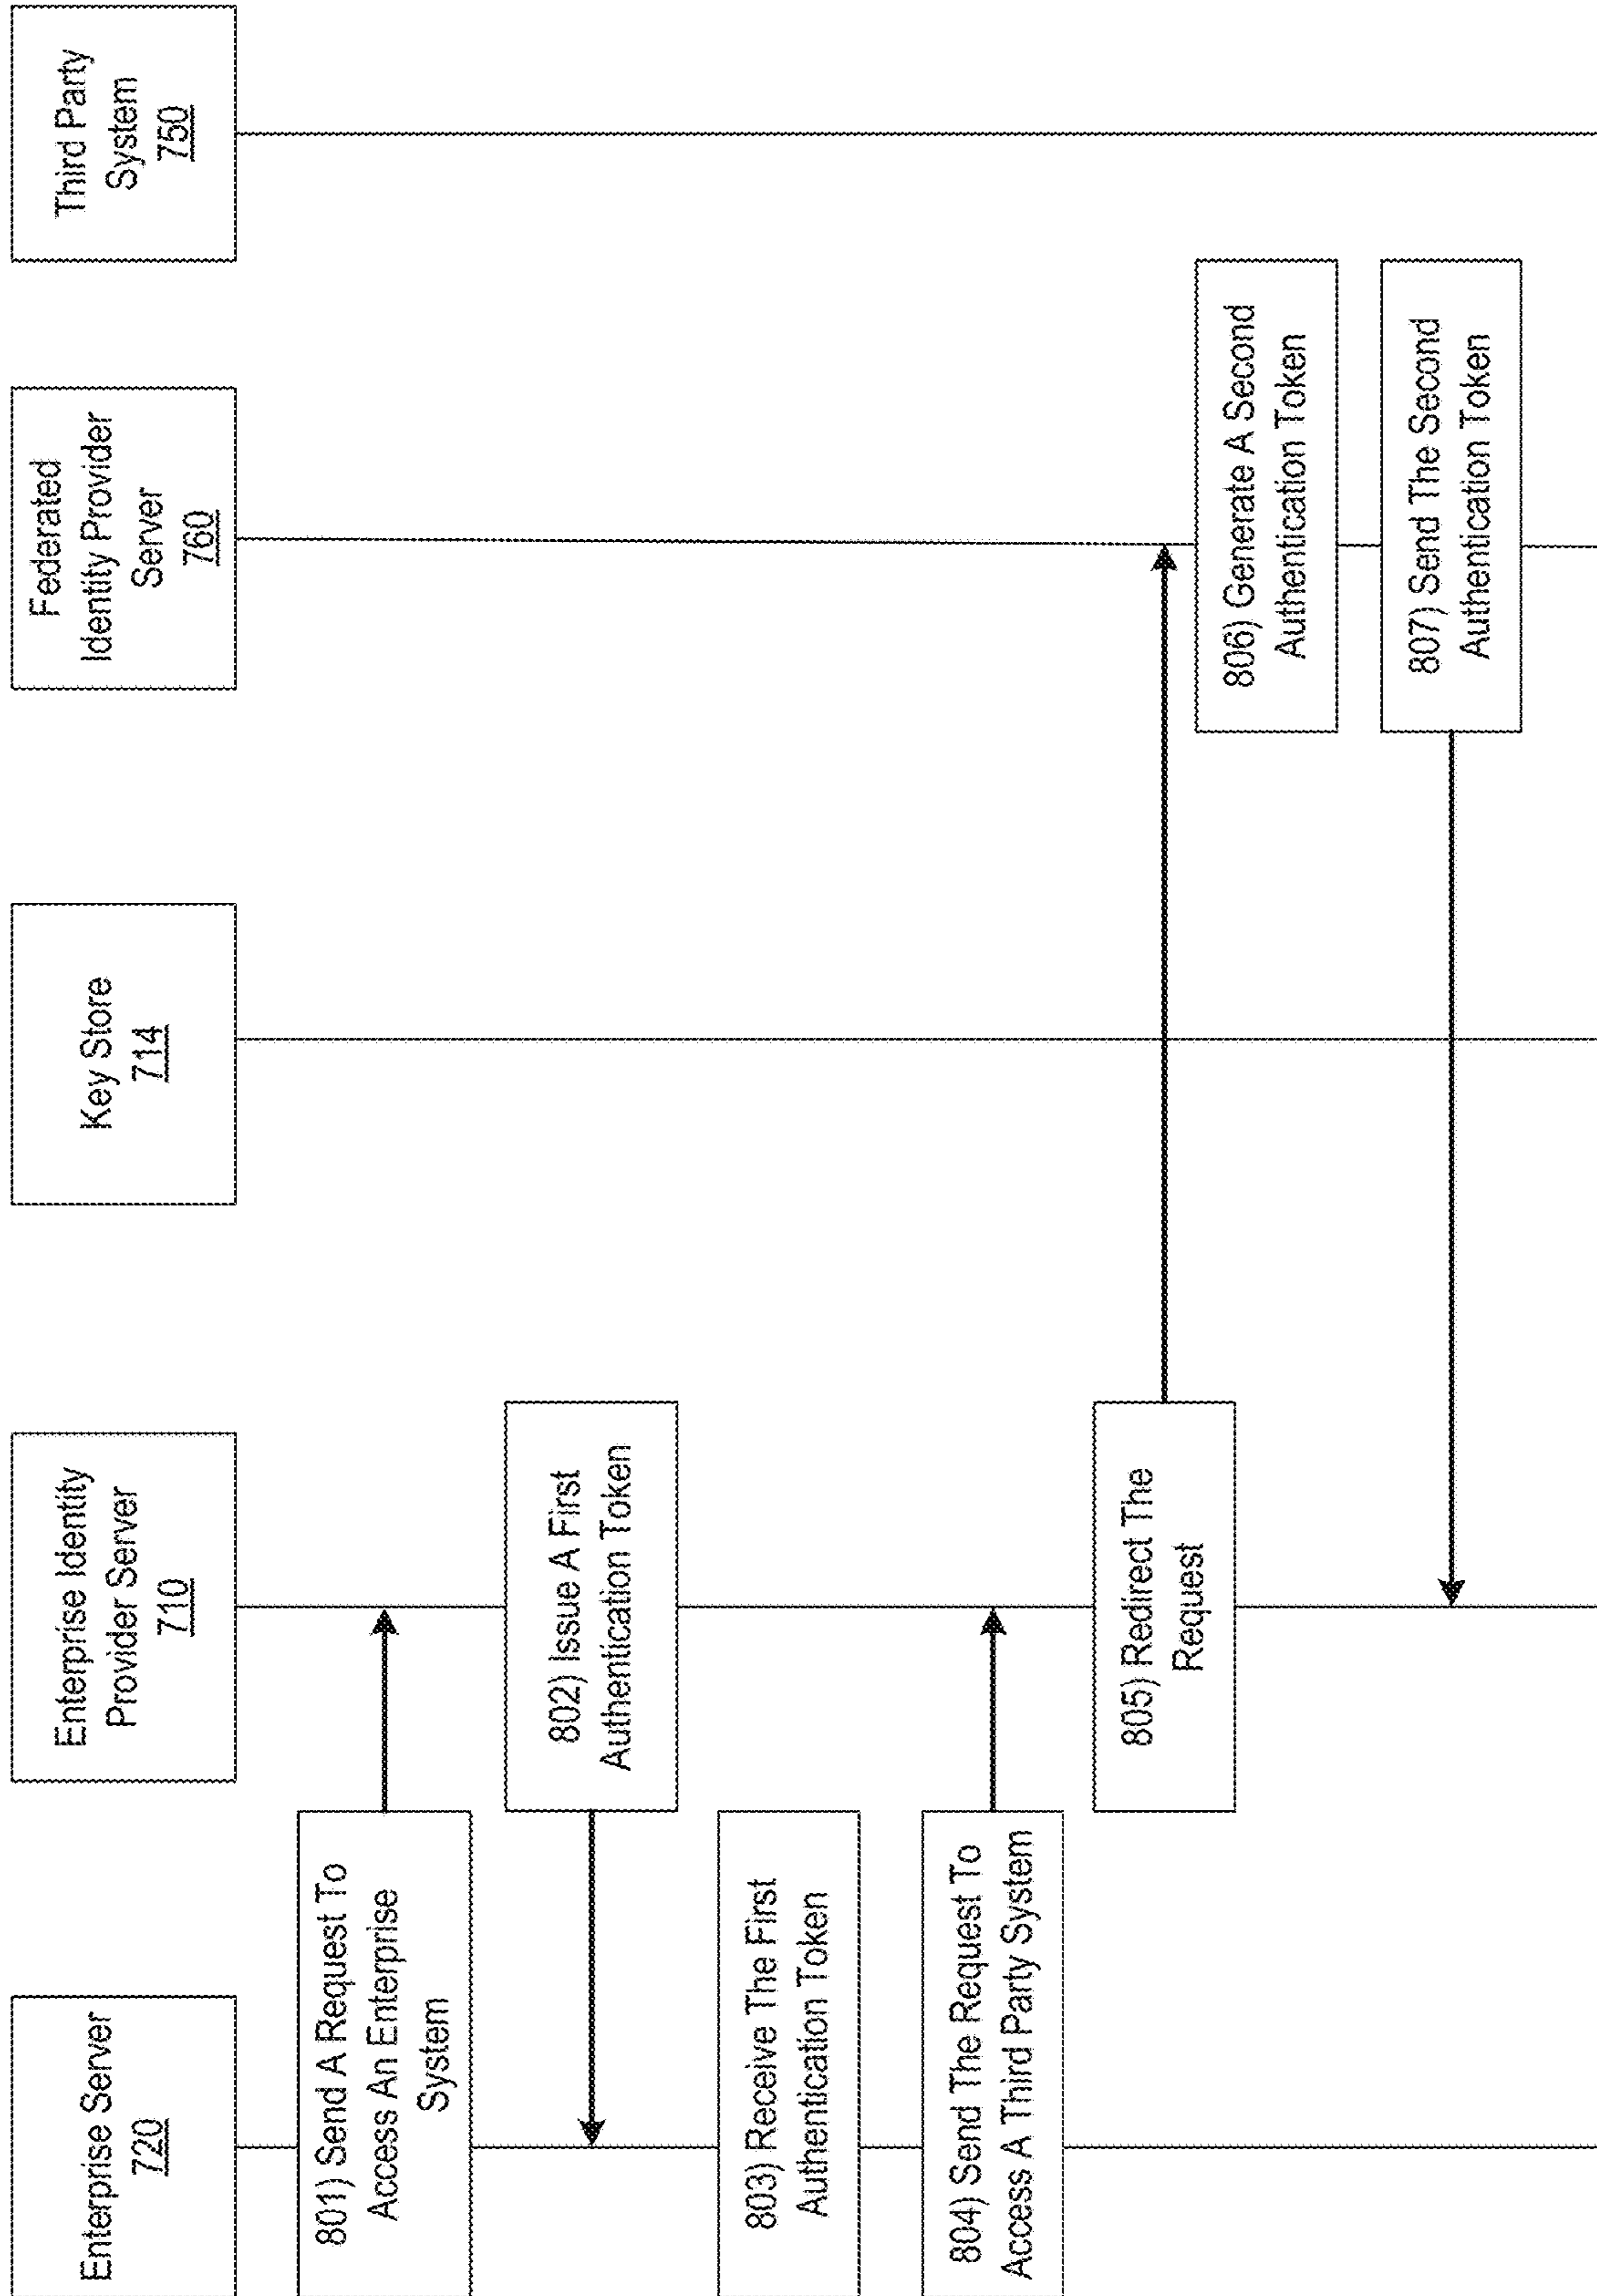 Enterprise Server
720
Enterprise Identity
Provider Server
710
Key Store
714
Federated
Identity Provider
Server
760
Third Party
System
750
801) Send A Request To
Access An Enterprise
System
802) Issue A First
Authentication Token
803) Receive The First
Authentication Token
804) Send The Request To
Access A Third Party System
805) Redirect The
Request
806) Generate A Second
Authentication Token
807) Send The Second
Authentication Token